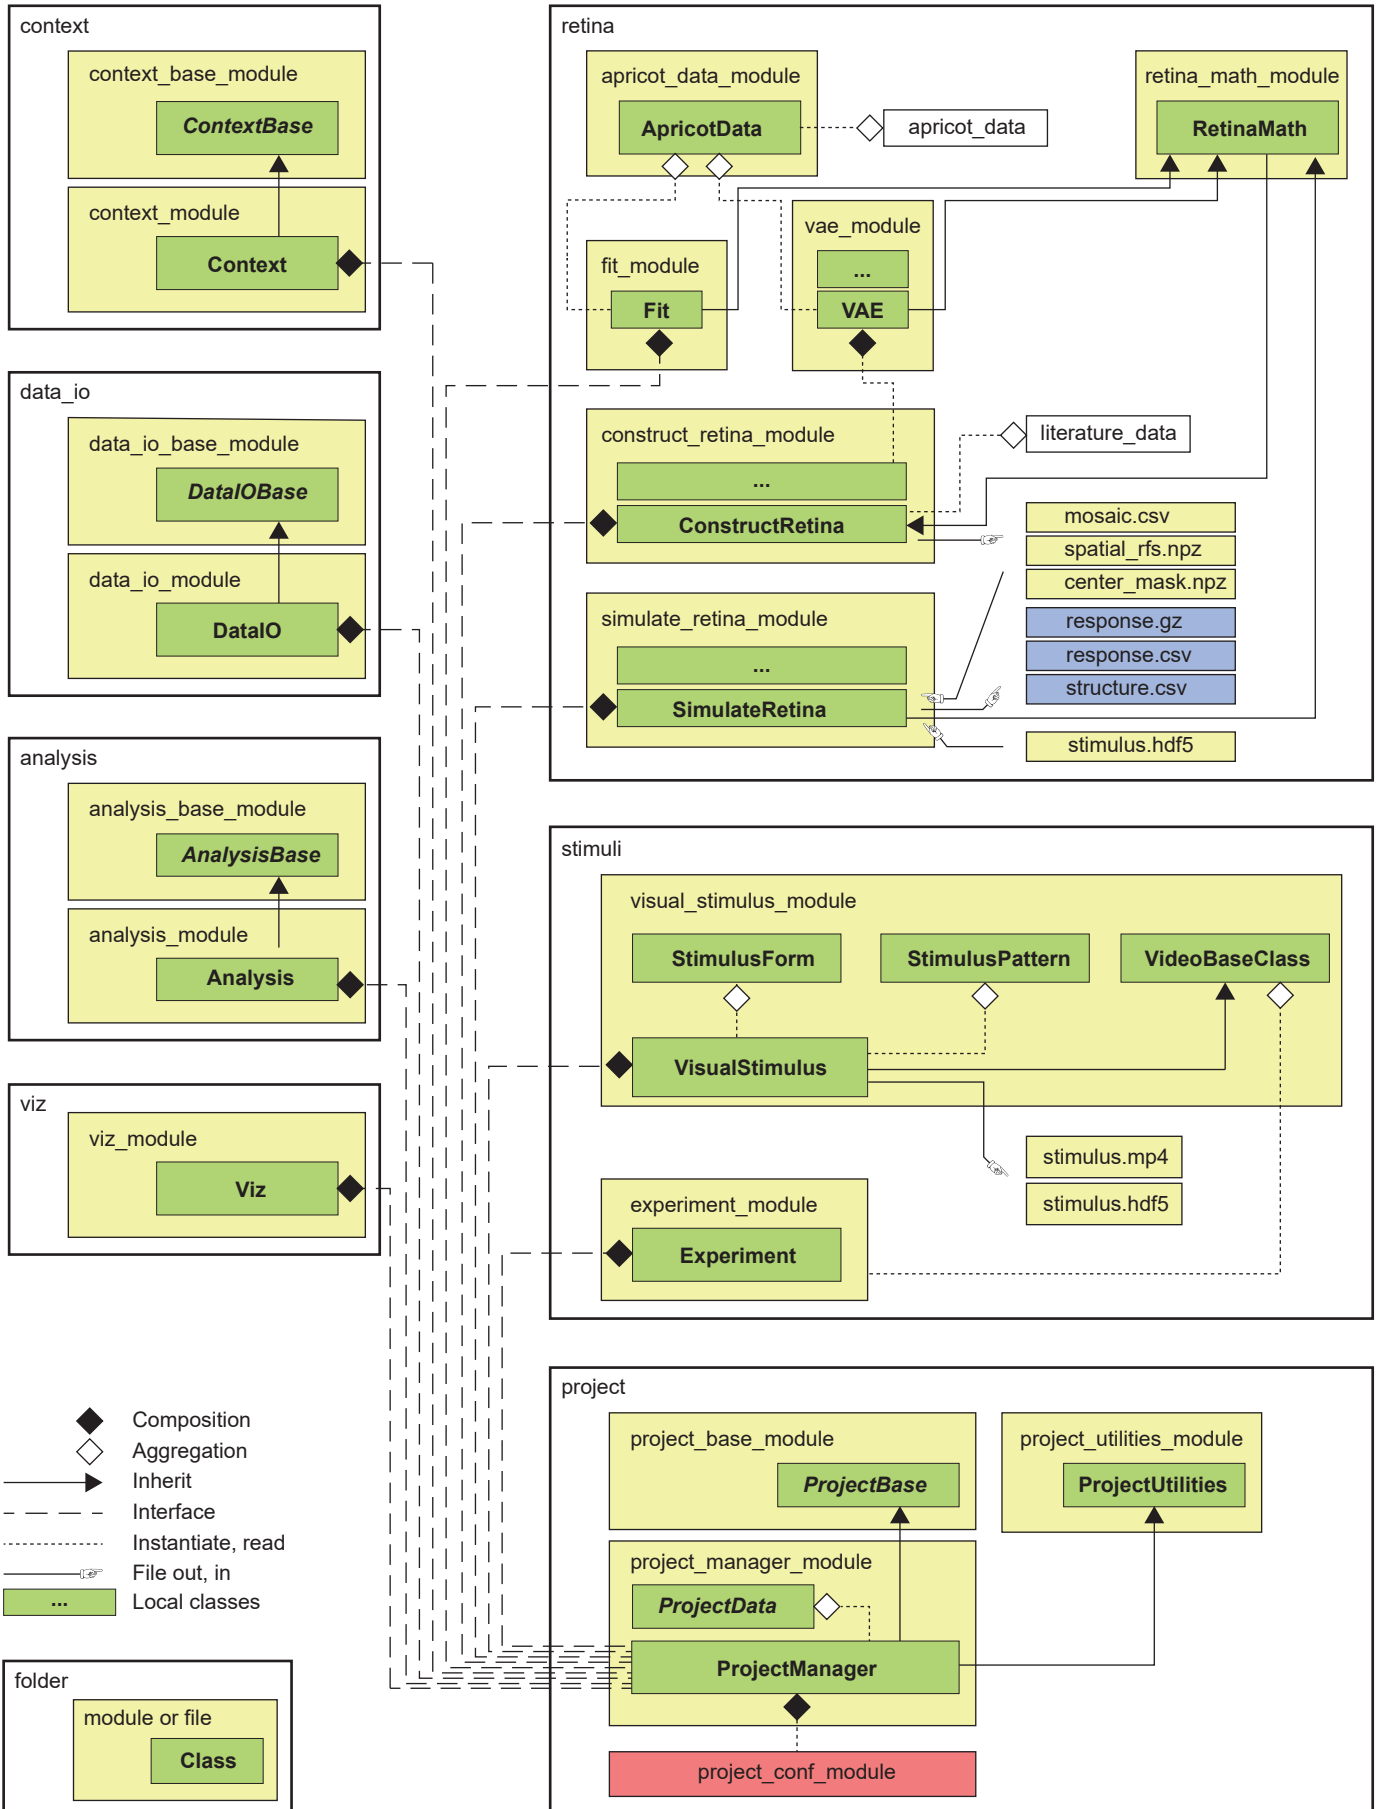 context
context_base_module
ContextBase
context_module
Context
data_io
data_io_base_module
DataIOBase
data_io_module
DataIO
analysis
analysis_base_module
AnalysisBase
analysis_module
Analysis
viz
viz_module
Viz
Composition
Aggregation
Inherit
Interface
Instantiate, read
File out, in
... Local classes
folder
module or file
Class
retina
apricot_data_module
ApricotData
apricot_data
retina_math_module
RetinaMath
fit_module
Fit
vae_module
...
VAE
construct_retina_module
...
ConstructRetina
literature_data
mosaic.csv
spatial_rfs.npz
center_mask.npz
response.gz
response.csv
structure.csv
stimulus.hdf5
simulate_retina_module
...
SimulateRetina
stimuli
visual_stimulus_module
StimulusForm
StimulusPattern
VideoBaseClass
VisualStimulus
stimulus.mp4
stimulus.hdf5
experiment_module
Experiment
project
project_base_module
ProjectBase
project_utilities_module
ProjectUtilities
project_manager_module
ProjectData
ProjectManager
project_conf_module